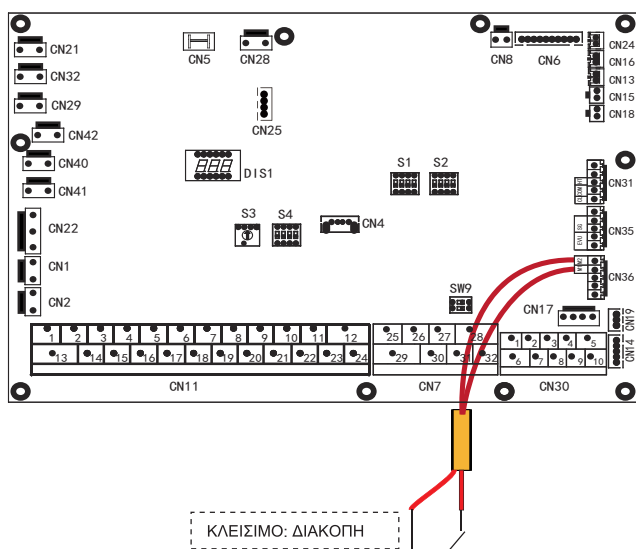 CN21
CN5
CN28
CN8
CN6
CN24
CN16
CN13
CN15
CN18
CN32
CN29
CN42
CN25
CN40
CN41
DIS1
S1 S2
CN31
CN22
S3 S4
CN4
SG
EVU
CN35
CN1
M1M2
CN36
CN2
SW9
CN17
CN19
CN14
1 2 3 4 5 6 7 8 9 10 11 12
13 14 15 16 17 18 19 20 21 22 23 24
CN11
25 26 27 28
29 30 31 32
CN7
1 2 3 4 5
6 7 8 9 10
CN30
ΚΛΕΙΣΙΜΟ: ΔΙΑΚΟΠΗ